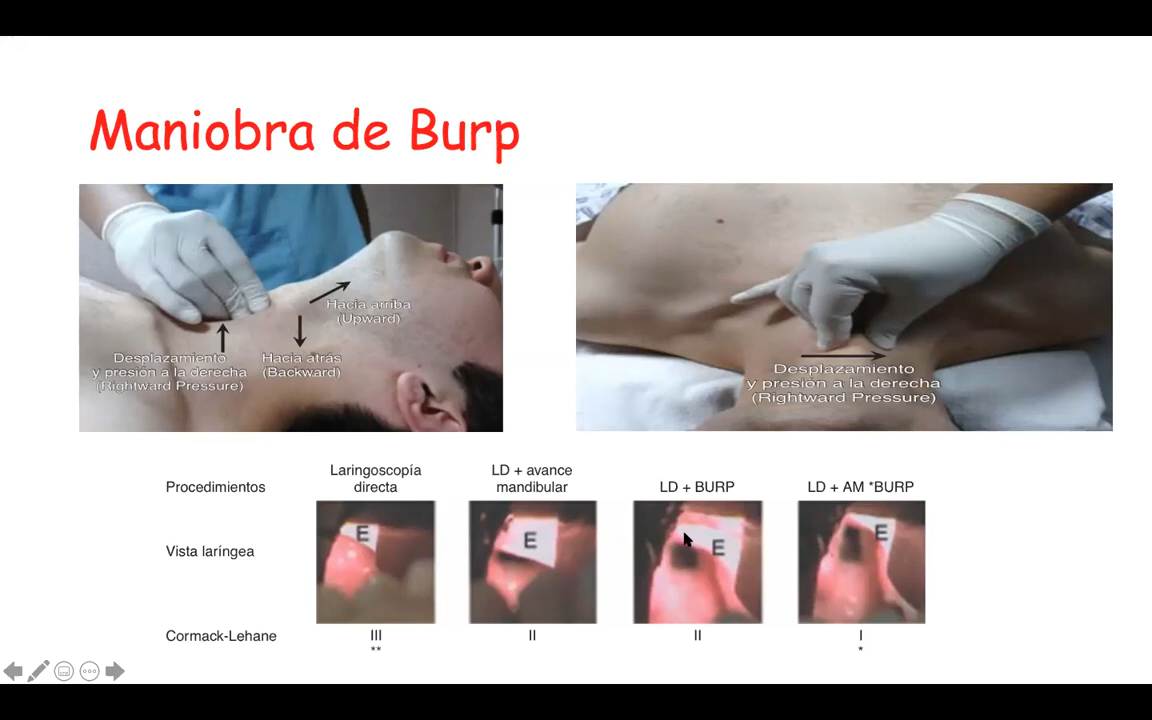 Maniobra de Burp
Hacia arriba
(Upward)
Desplazamiento
y presión a la derecha
(Rightward Pressure)
Hacia atrás
(Backward)
Desplazamiento
y presión a la derecha
(Rightward Pressure)
Procedimientos
Laringoscopía
directa
LD + avance
mandibular
LD + BURP
LD + AM *BURP
Vista laríngea
E
E
E
E
Cormack-Lehane
III
**
II
II
I
*